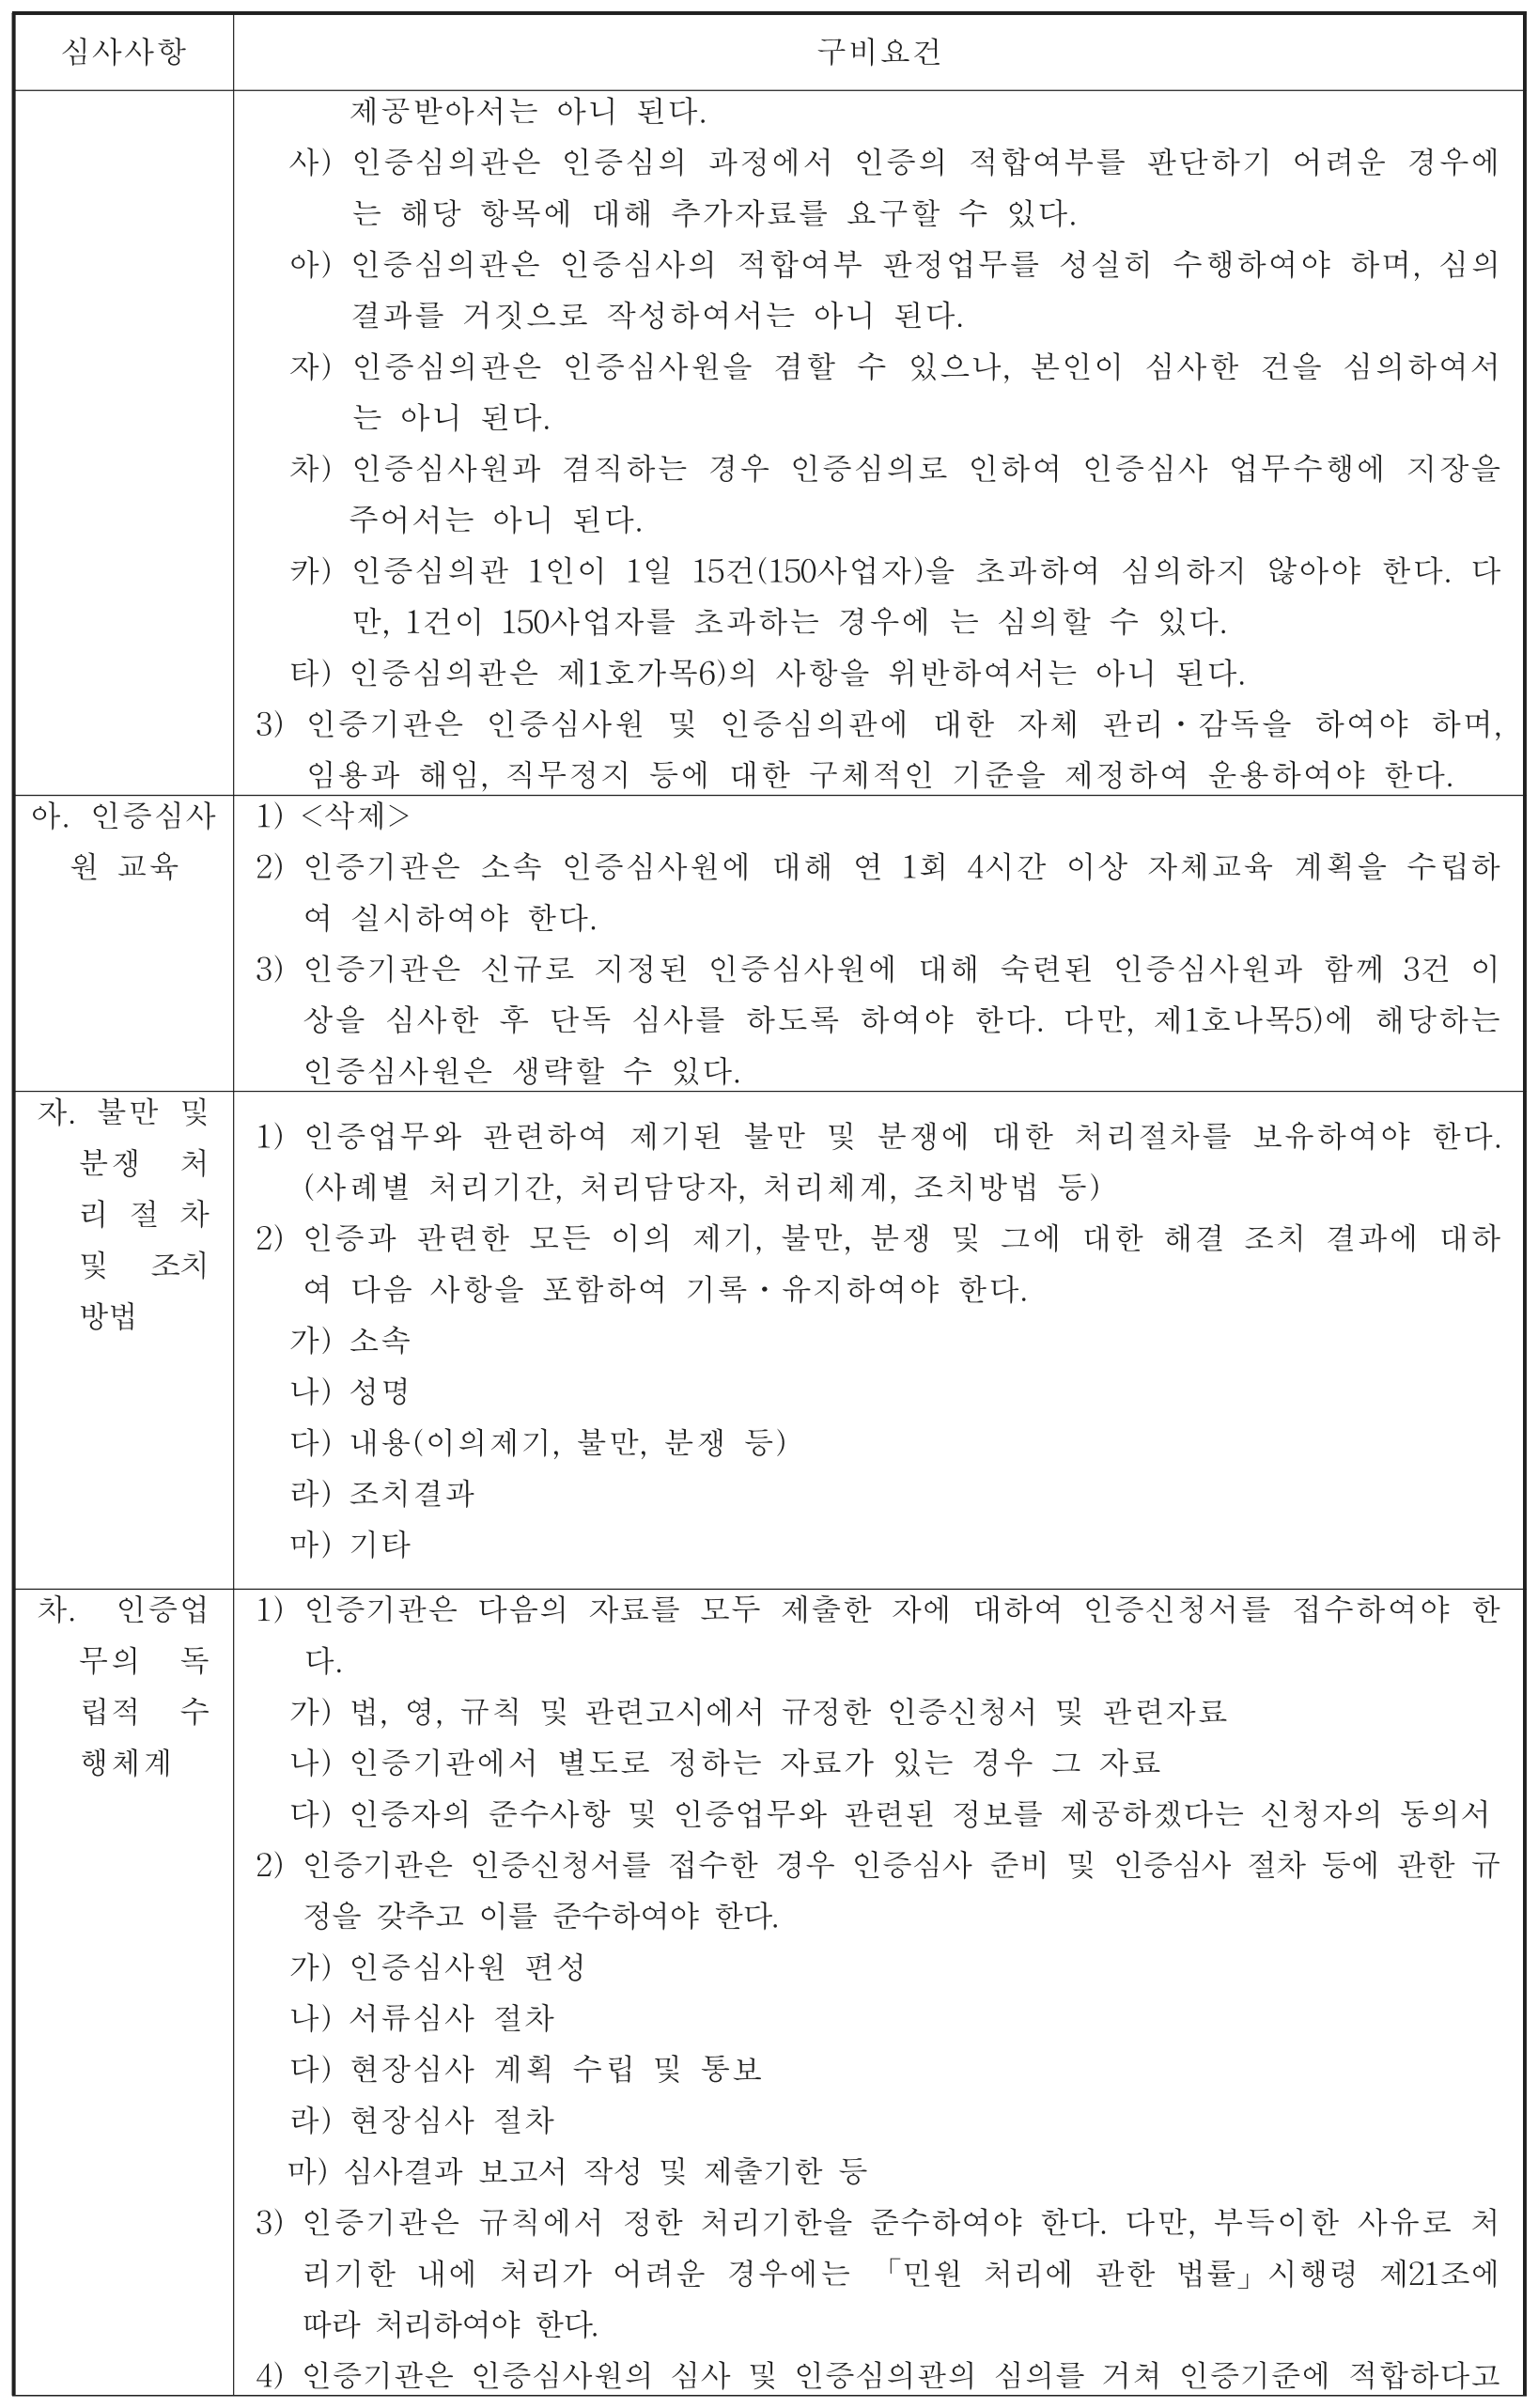 심사사항
구비요건
제공받아서는 아니 된다.
사) 인증심의관은 인증심의 과정에서 인증의 적합여부를 판단하기 어려운 경우에
는 해당 항목에 대해 추가자료를 요구할 수 있다.
아) 인증심의관은 인증심사의 적합여부 판정업무를 성실히 수행하여야 하며, 심의
결과를 거짓으로 작성하여서는 아니 된다.
자) 인증심의관은 인증심사원을 겸할 수 있으나, 본인이 심사한 건을 심의하여서
는 아니 된다.
차) 인증심사원과 겸직하는 경우 인증심의로 인하여 인증심사 업무수행에 지장을
주어서는 아니 된다.
카) 인증심의관 1인이 1일 15건(150사업자)을 초과하여 심의하지 않아야 한다. 다
만, 1건이 150사업자를 초과하는 경우에 는 심의할 수 있다.
타) 인증심의관은 제1호가목6)의 사항을 위반하여서는 아니 된다.
3) 인증기관은 인증심사원 및 인증심의관에 대한 자체 관리・감독을 하여야 하며,
임용과 해임, 직무정지 등에 대한 구체적인 기준을 제정하여 운용하여야 한다.
아. 인증심사
원 교육
1) <삭제>
2) 인증기관은 소속 인증심사원에 대해 연 1회 4시간 이상 자체교육 계획을 수립하
여 실시하여야 한다.
3) 인증기관은 신규로 지정된 인증심사원에 대해 숙련된 인증심사원과 함께 3건 이
상을 심사한 후 단독 심사를 하도록 하여야 한다. 다만, 제1호나목5)에 해당하는
인증심사원은 생략할 수 있다.
자. 불만 및
분쟁 처
리 절 차
및 조치
방법
1) 인증업무와 관련하여 제기된 불만 및 분쟁에 대한 처리절차를 보유하여야 한다.
(사례별 처리기간, 처리담당자, 처리체계, 조치방법 등)
2) 인증과 관련한 모든 이의 제기, 불만, 분쟁 및 그에 대한 해결 조치 결과에 대하
여 다음 사항을 포함하여 기록・유지하여야 한다.
가) 소속
나) 성명
다) 내용(이의제기, 불만, 분쟁 등)
라) 조치결과
마) 기타
차. 인증업
무의 독
립적 수
행체계
1) 인증기관은 다음의 자료를 모두 제출한 자에 대하여 인증신청서를 접수하여야 한
다.
가) 법, 영, 규칙 및 관련고시에서 규정한 인증신청서 및 관련자료
나) 인증기관에서 별도로 정하는 자료가 있는 경우 그 자료
다) 인증자의 준수사항 및 인증업무와 관련된 정보를 제공하겠다는 신청자의 동의서
2) 인증기관은 인증신청서를 접수한 경우 인증심사 준비 및 인증심사 절차 등에 관한 규
정을 갖추고 이를 준수하여야 한다.
가) 인증심사원 편성
나) 서류심사 절차
다) 현장심사 계획 수립 및 통보
라) 현장심사 절차
마) 심사결과 보고서 작성 및 제출기한 등
3) 인증기관은 규칙에서 정한 처리기한을 준수하여야 한다. 다만, 부득이한 사유로 처
리기한 내에 처리가 어려운 경우에는 「민원 처리에 관한 법률」시행령 제21조에
따라 처리하여야 한다.
4) 인증기관은 인증심사원의 심사 및 인증심의관의 심의를 거쳐 인증기준에 적합하다고